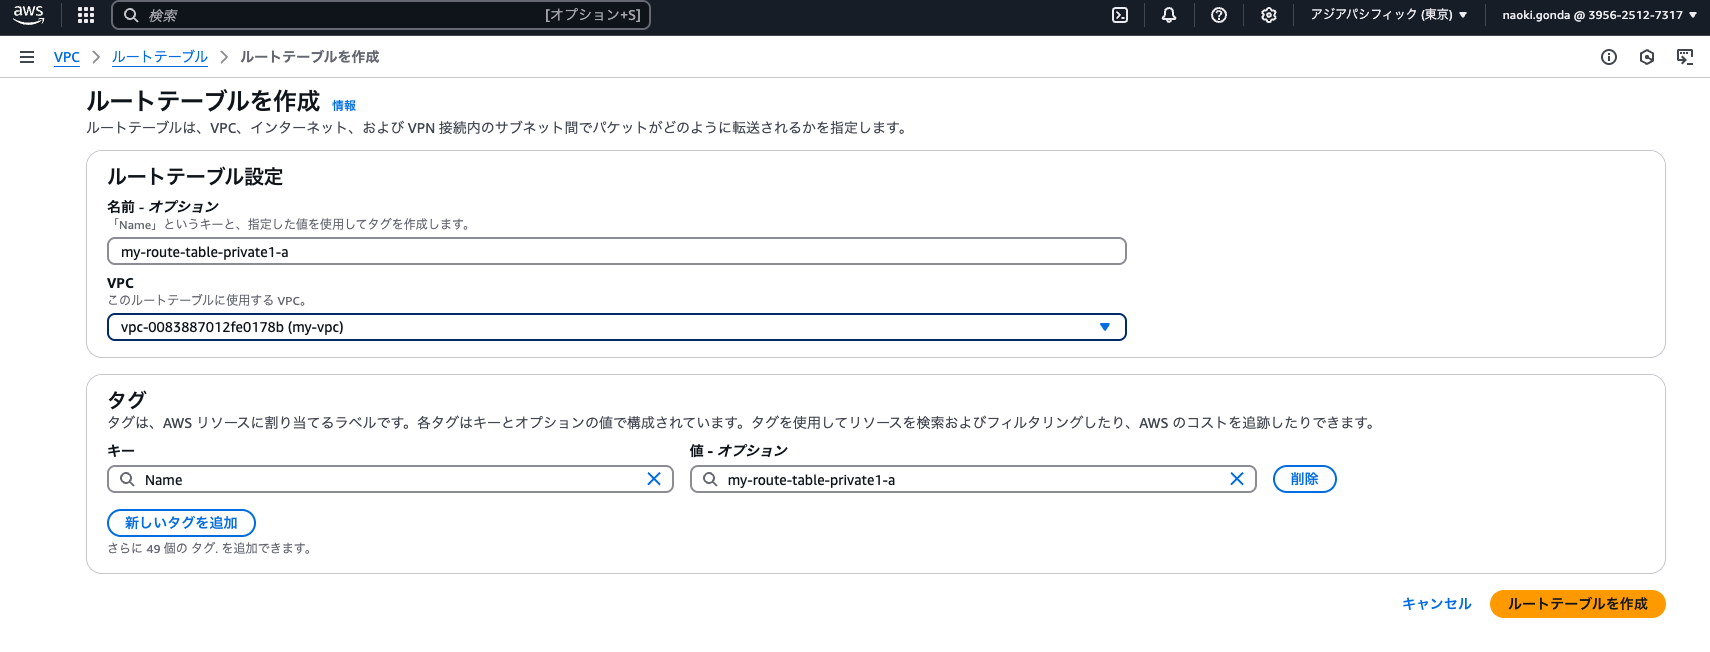 aws
検索 [オプション+S]
アジアパシフィック (東京) ▼
naoki.gonda @ 3956-2512-7317 ▼
VPC > ルートテーブル > ルートテーブルを作成
ルートテーブルを作成 情報
ルートテーブルは、VPC、インターネット、および VPN 接続内のサブネット間でパケットがどのように転送されるかを指定します。
ルートテーブル設定
名前 - オプション
「Name」というキーと、指定した値を使用してタグを作成します。
my-route-table-private1-a
VPC
このルートテーブルに使用する VPC。
vpc-0083887012fe0178b (my-vpc)
タグ
タグは、AWS リソースに割り当てるラベルです。各タグはキーとオプションの値で構成されています。タグを使用してリソースを検索およびフィルタリングしたり、AWS のコストを追跡したりできます。
キー 値 - オプション
Name my-route-table-private1-a 削除
新しいタグを追加
さらに 49 個の タグ. を追加できます。
キャンセル ルートテーブルを作成